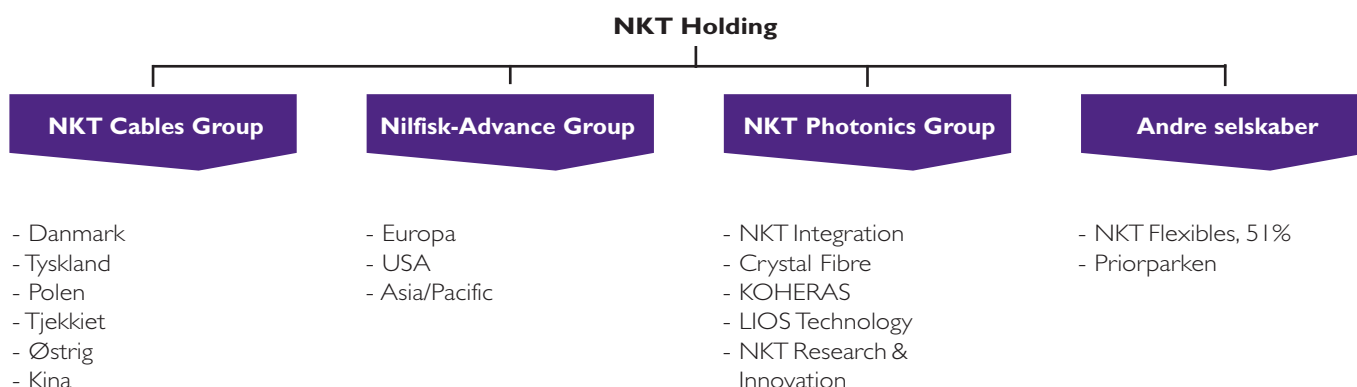 NKT Holding
NKT Cables Group
- Danmark
- Tyskland
- Polen
- Tjekkiet
- Østrig
- Kina
Nilfisk-Advance Group
- Europa
- USA
- Asia/Pacific
NKT Photonics Group
- NKT Integration
- Crystal Fibre
- KOHERAS
- LIOS Technology
- NKT Research &
Innovation
Andre selskaber
- NKT Flexibles, 51%
- Priorparken